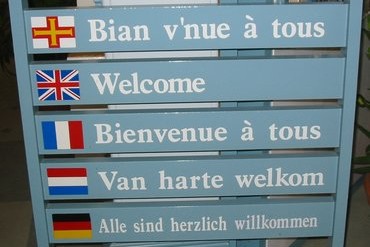 Bian v'nue à tous
Welcome
Bienvenue à tous
Van harte welkom
Alle sind herzlich willkommen